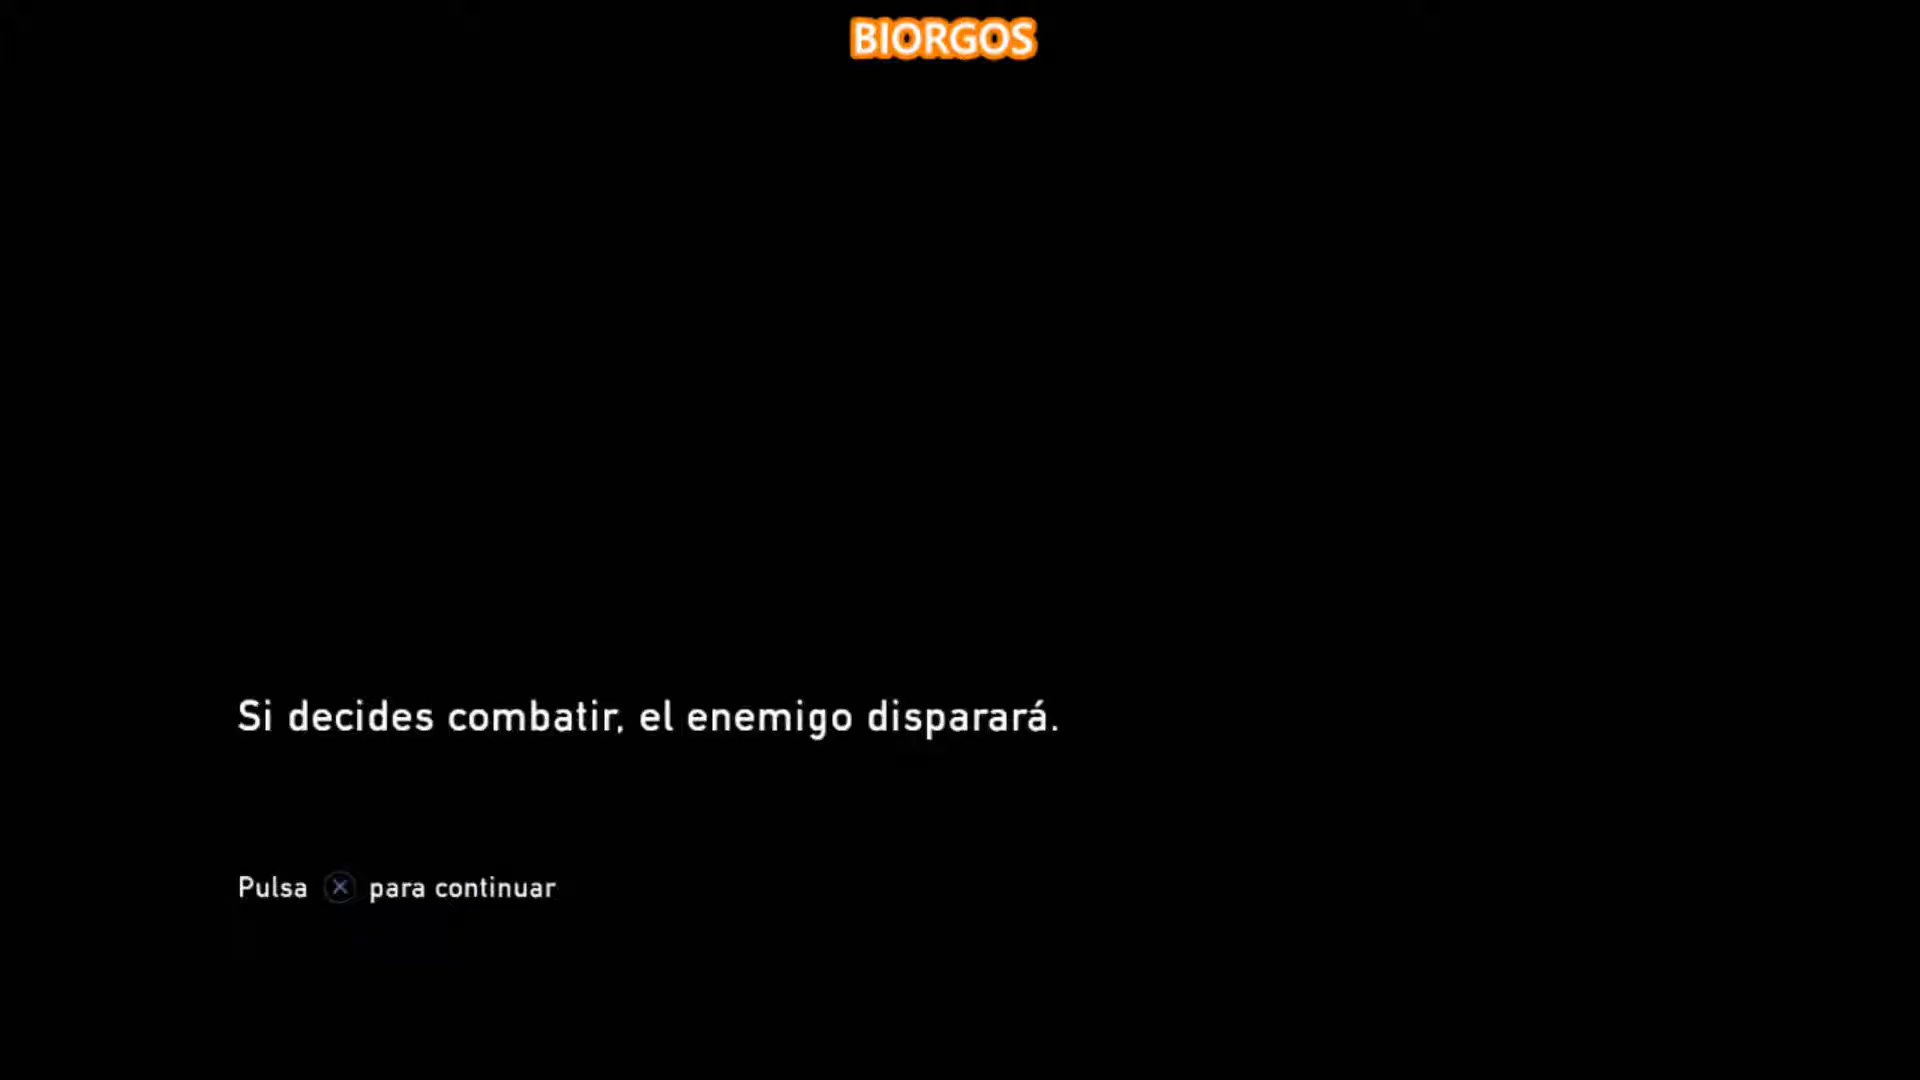 BIORGOS
Si decides combatir, el enemigo disparará.
Pulsa ⓧ para continuar